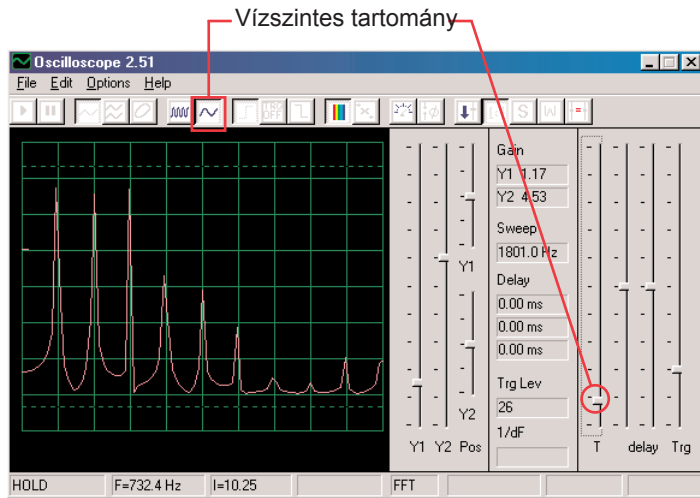 Vízszintes tartomány
Oscilloscope 2.51
File Edit Options Help
TRG OFF
S
Gain
Y1 1.17
Y2 4.53
Sweep
1801.0 Hz
Delay
0.00 ms
0.00 ms
0.00 ms
Trg Lev
26
1/dF
Y1
Y2
Y1 Y2 Pos
T delay Trg
HOLD F=732.4 Hz I=10.25 FFT